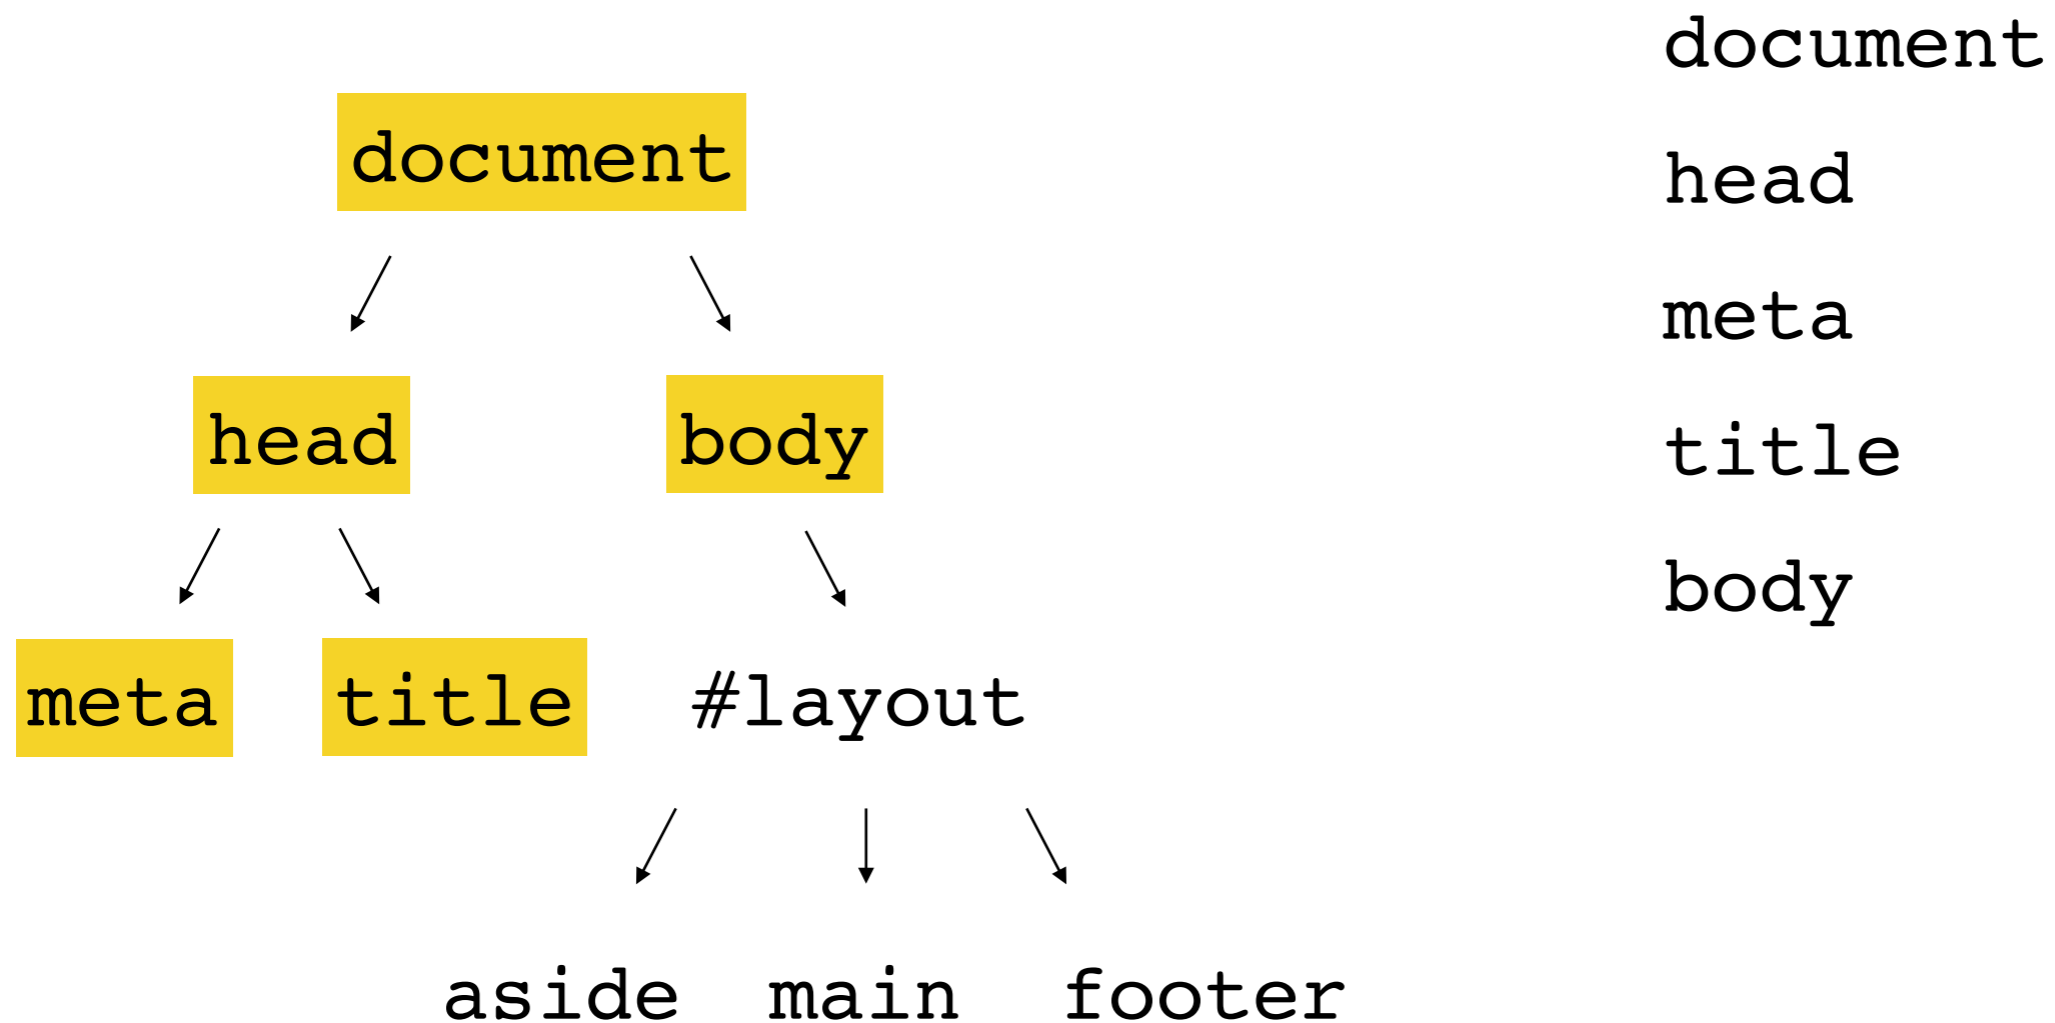 document
head
body
meta
title
#layout
aside
main
footer
document
head
meta
title
body